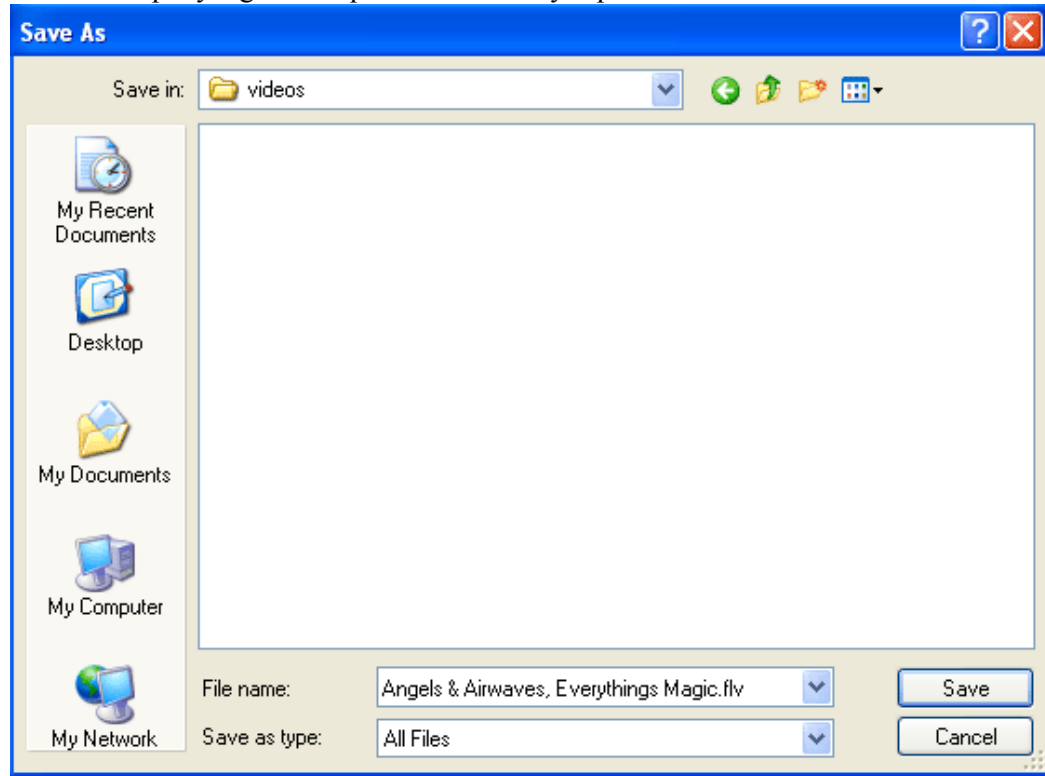 Save As
Save in: videos
My Recent
Documents
Desktop
My Documents
My Computer
My Network
File name: Angels & Airwaves, Everythings Magic.flv Save
Save as type: All Files Cancel